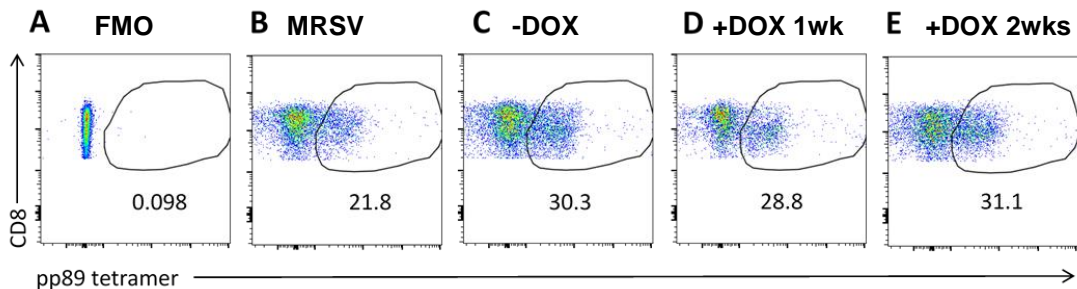 A FMO B MRSV C -DOX D +DOX 1wk E +DOX 2wks
0.098 21.8 30.3 28.8 31.1
CD8
pp89 tetramer